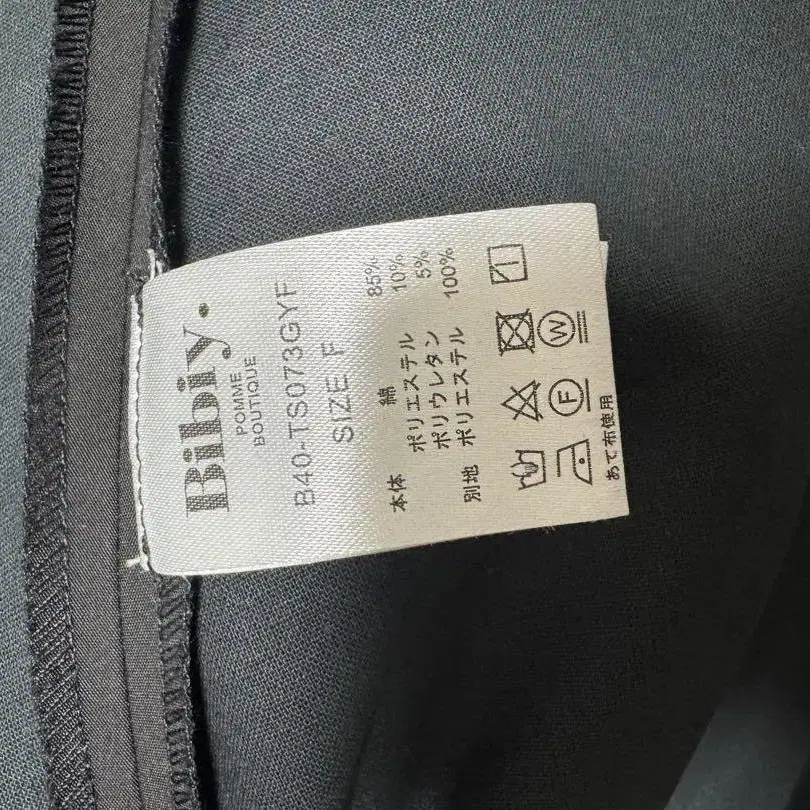 Bibiy.
POMME
BOUTIQUE
B40-TS073GYF
SIZE F
本体 綿 85%
ポリエステル 10%
ポリウレタン 5%
別地 ポリエステル 100%
F W
あて布使用